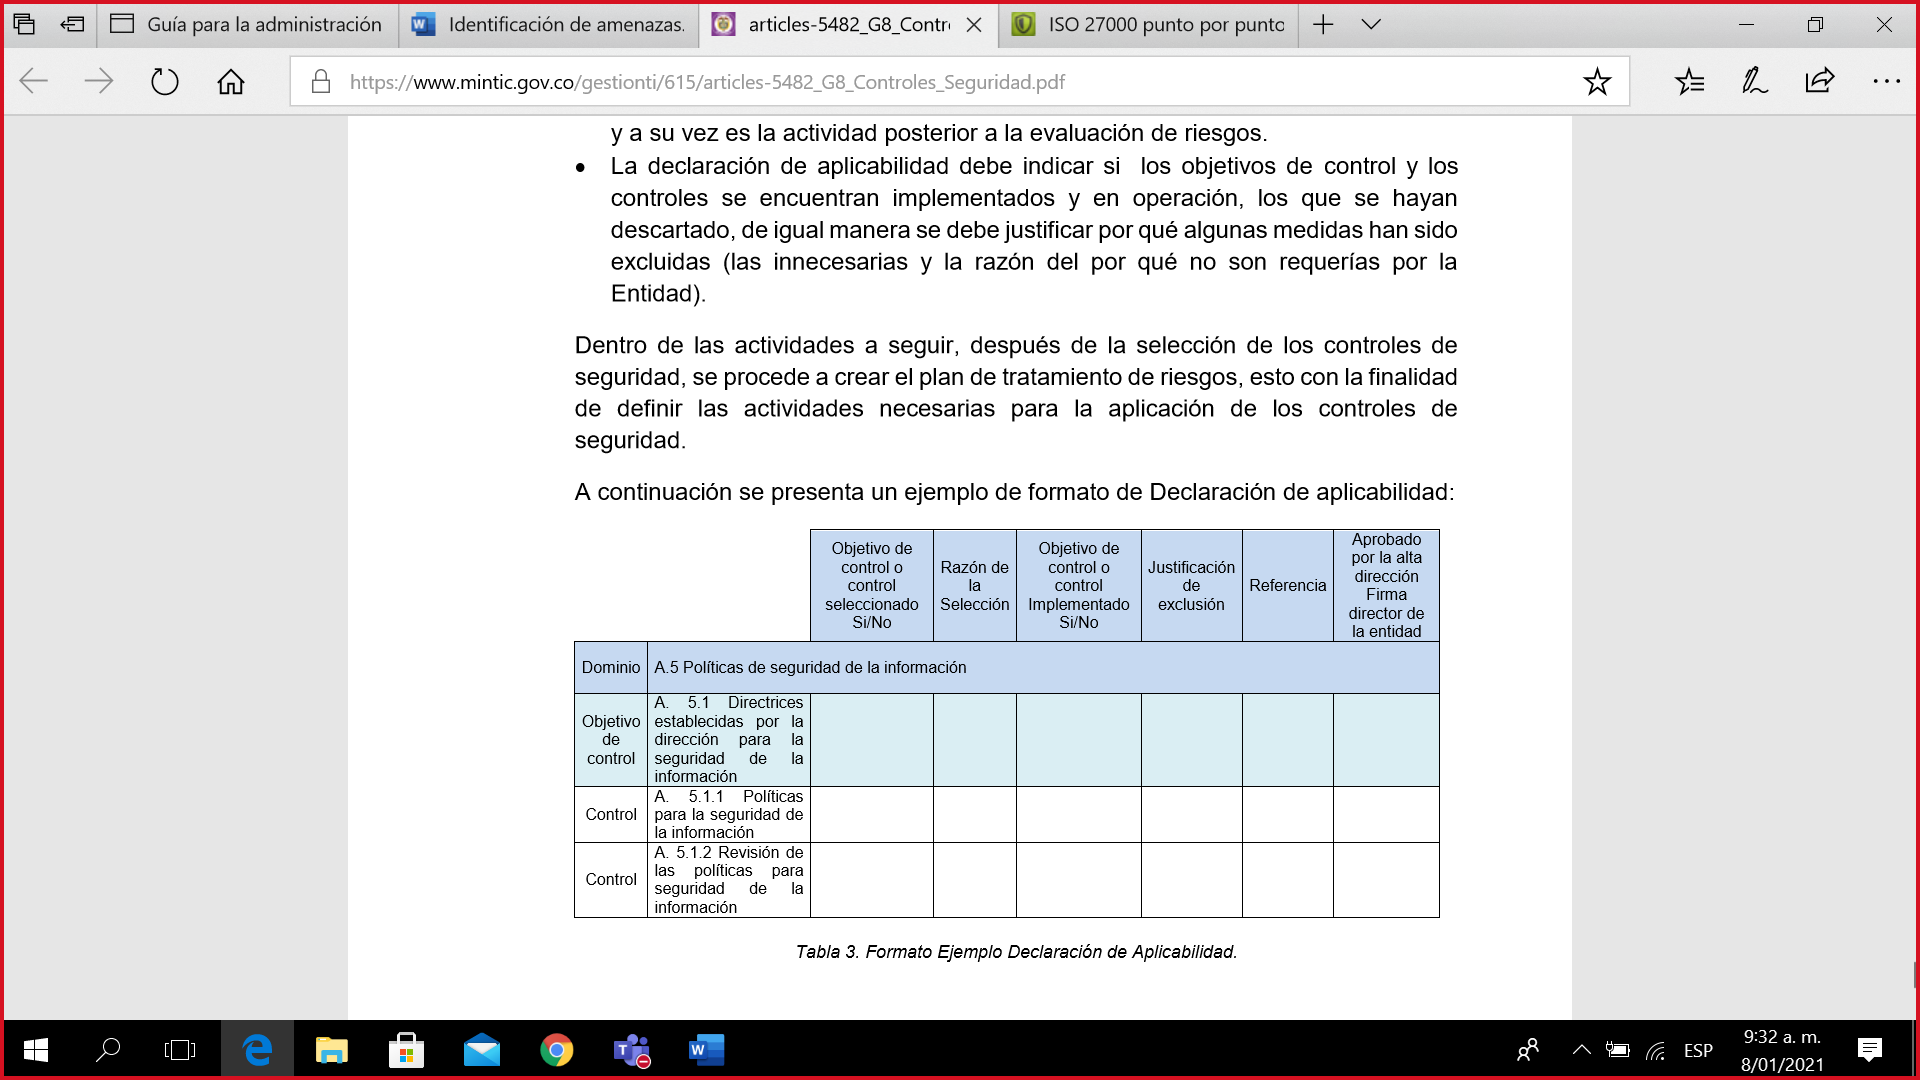 Guía para la administración
Identificación de amenazas.
articles-5482_G8_Contr
ISO 27000 punto por punto
https://www.mintic.gov.co/gestionti/615/articles-5482_G8_Controles_Seguridad.pdf
y a su vez es la actividad posterior a la evaluación de riesgos.
• La declaración de aplicabilidad debe indicar si los objetivos de control y los
controles se encuentran implementados y en operación, los que se hayan
descartado, de igual manera se debe justificar por qué algunas medidas han sido
excluidas (las innecesarias y la razón del por qué no son requerías por la
Entidad).
Dentro de las actividades a seguir, después de la selección de los controles de
seguridad, se procede a crear el plan de tratamiento de riesgos, esto con la finalidad
de definir las actividades necesarias para la aplicación de los controles de
seguridad.
A continuación se presenta un ejemplo de formato de Declaración de aplicabilidad:
Objetivo de
control o
control
seleccionado
Si/No
Razón de
la
Selección
Objetivo de
control o
control
Implementado
Si/No
Justificación
de
exclusión
Referencia
Aprobado
por la alta
dirección
Firma
director de
la entidad
Dominio
A.5 Políticas de seguridad de la información
Objetivo
de
control
A. 5.1 Directrices
establecidas por la
dirección para la
seguridad de la
información
Control
A. 5.1.1 Políticas
para la seguridad de
la información
Control
A. 5.1.2 Revisión de
las políticas para
seguridad de la
información
Tabla 3. Formato Ejemplo Declaración de Aplicabilidad.
ESP
9:32 a. m.
8/01/2021